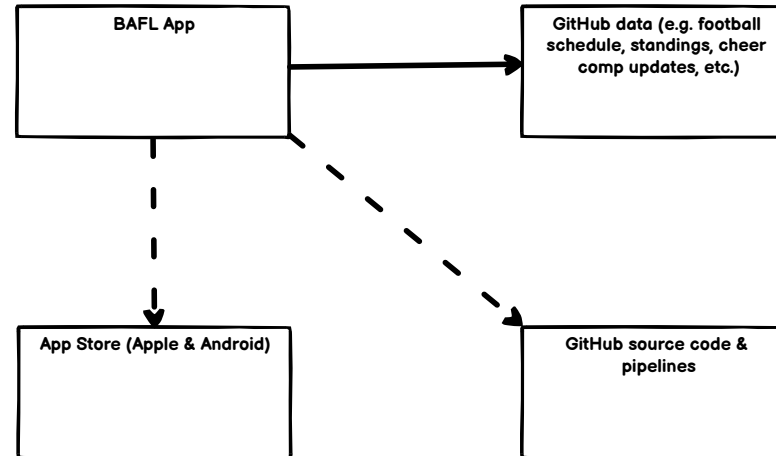 BAFL App
GitHub data (e.g. football
schedule, standings, cheer
comp updates, etc.)
App Store (Apple & Android)
GitHub source code &
pipelines